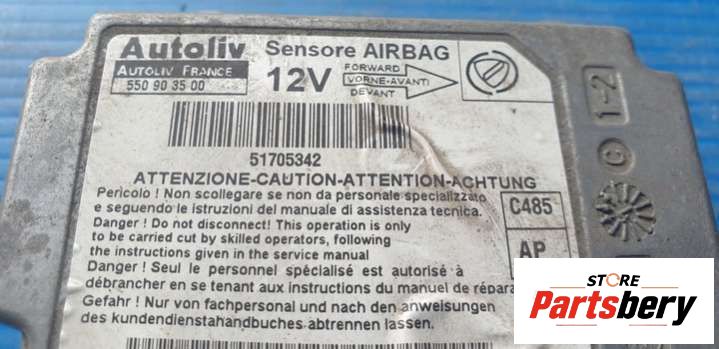 Autoliv Sensore AIRBAG
AUTOLIV FRANCE
550 90 35 00
12V
FORWARD
VORNE-AVANTI
DEVANT
1-2
51705342
ATTENZIONE-CAUTION-ATTENTION-ACHTUNG
Pericolo ! Non scollegare se non da personale specializzato
e seguendo le istruzioni del manuale di assistenza tecnica.
Danger ! Do not disconnect! This operation is only
to be carried cut by skilled operators, following
the instructions given in the service manual
Danger ! Seul le personnel spécialisé est autorisé à
débrancher en se tenant aux instructions du manuel de répara
Gefahr ! Nur von fachpersonal und nach den anweisungen
des kundendienstahandbuches abtrennen lassen.
C485
AP
STORE
Partsbery